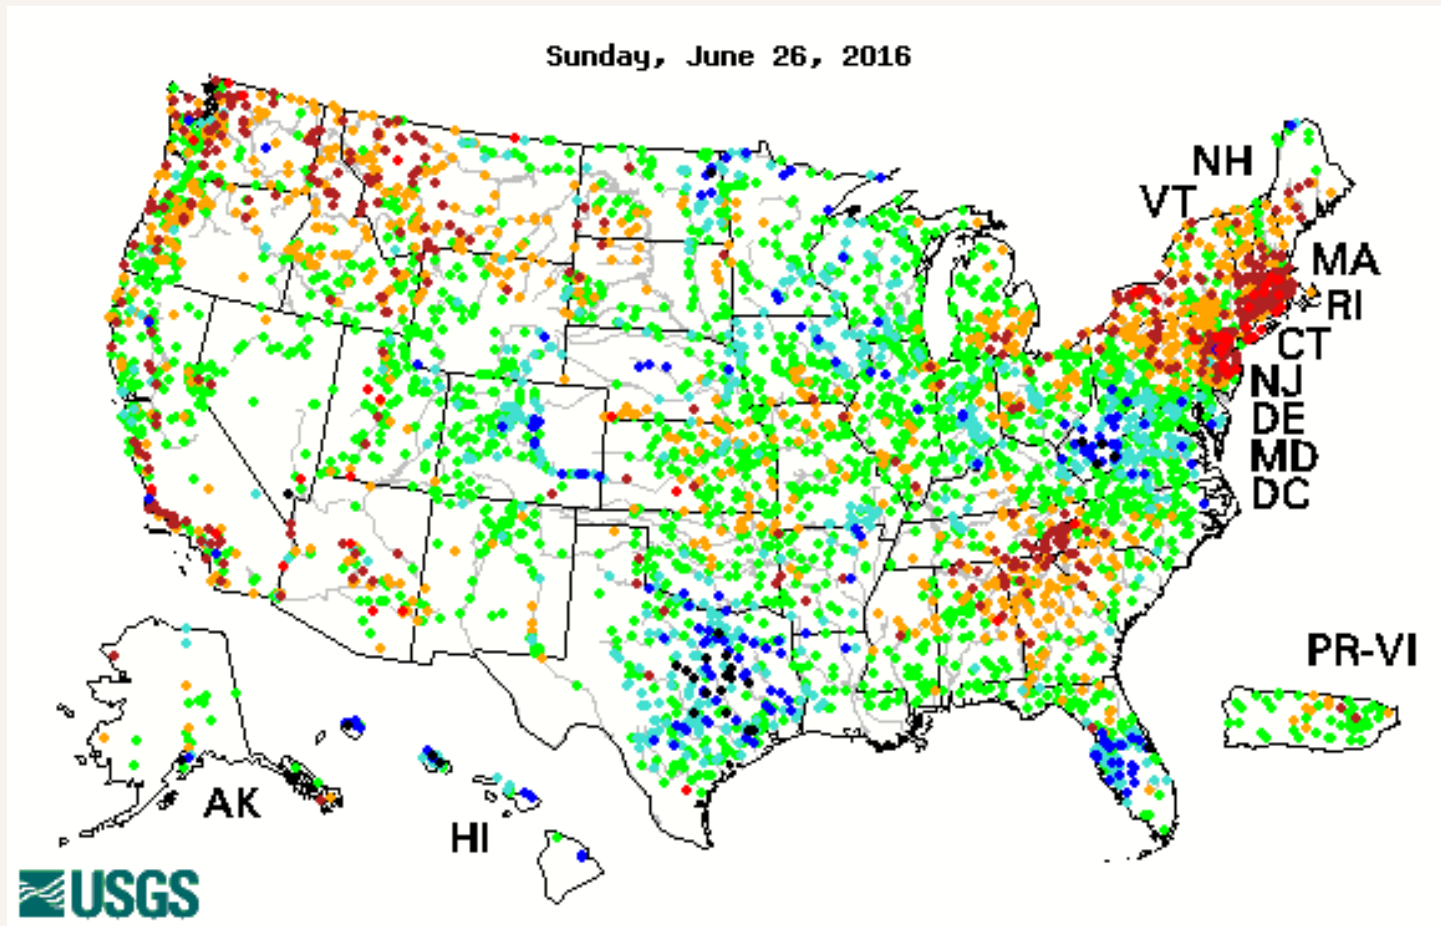 Sunday, June 26, 2016
NH
VT
MA
RI
CT
NJ
DE
MD
DC
PR-VI
AK
HI
USGS